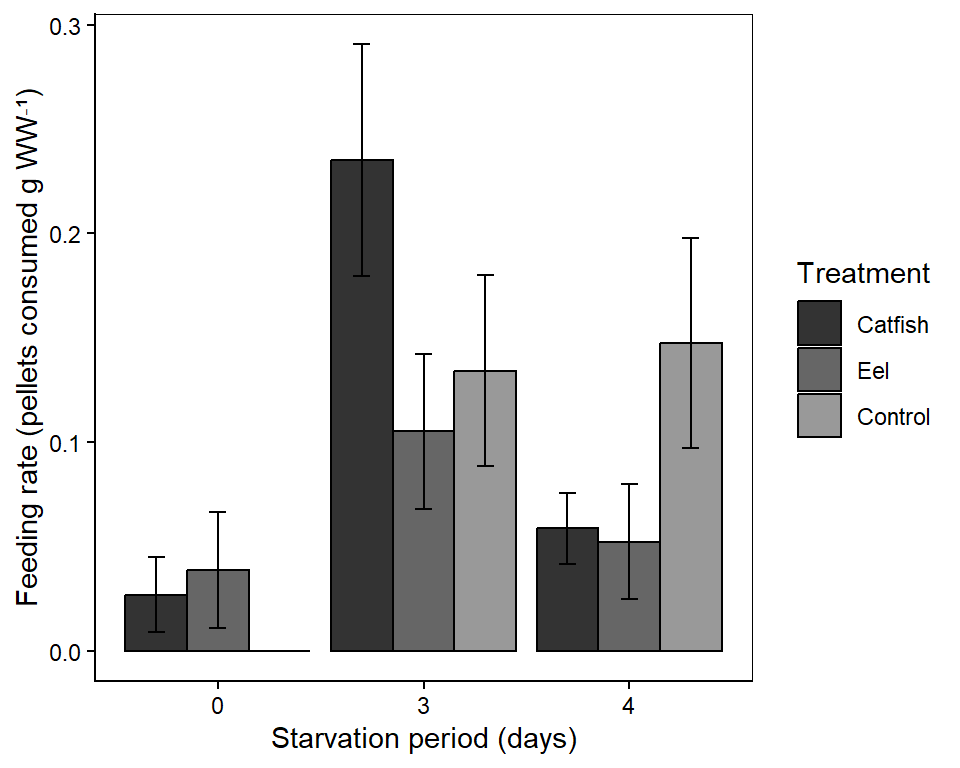 Feeding rate (pellets consumed g WW⁻¹)
0.3
0.2
0.1
0.0
0
3
4
Starvation period (days)
Treatment
Catfish
Eel
Control